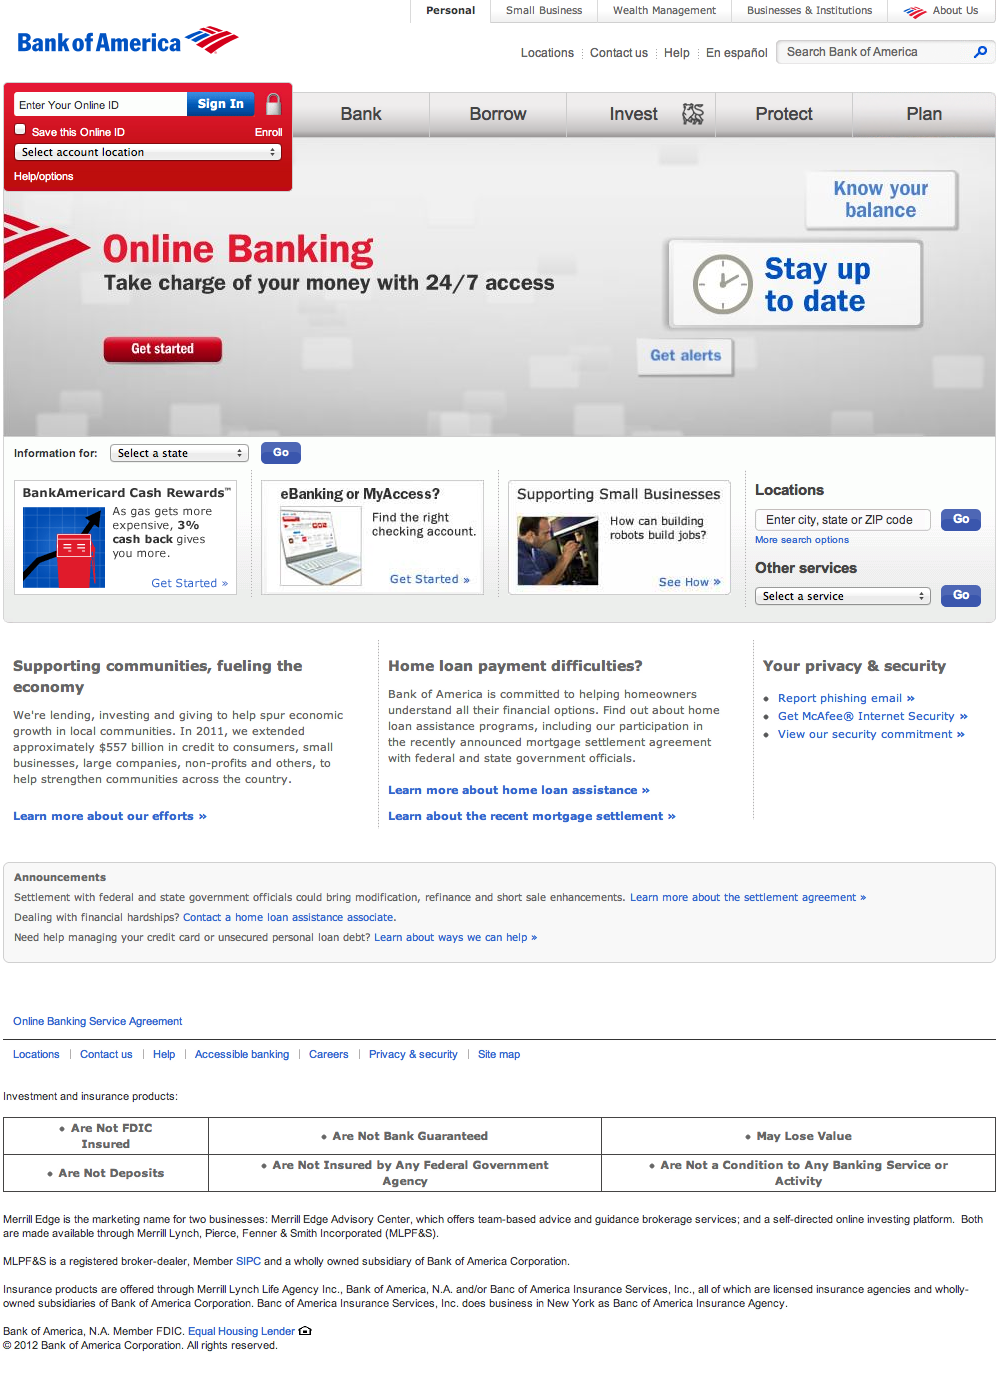 Personal
Small Business
Wealth Management
Businesses & Institutions
About Us
Bank of America
Locations
Contact us
Help
En español
Search Bank of America
Enter Your Online ID
Sign In
Save this Online ID
Enroll
Select account location
Help/options
Bank
Borrow
Invest
Protect
Plan
Know your
balance
Online Banking
Take charge of your money with 24/7 access
Stay up
to date
Get started
Get alerts
Information for:
Select a state
Go
BankAmericard Cash Rewards™
As gas gets more
expensive, 3%
cash back gives
you more.
Get Started »
eBanking or MyAccess?
Find the right
checking account.
Get Started »
Supporting Small Businesses
How can building
robots build jobs?
See How »
Locations
Enter city, state or ZIP code
Go
More search options
Other services
Select a service
Go
Supporting communities, fueling the
economy
We're lending, investing and giving to help spur economic
growth in local communities. In 2011, we extended
approximately $557 billion in credit to consumers, small
businesses, large companies, non-profits and others, to
help strengthen communities across the country.
Learn more about our efforts »
Home loan payment difficulties?
Bank of America is committed to helping homeowners
understand all their financial options. Find out about home
loan assistance programs, including our participation in
the recently announced mortgage settlement agreement
with federal and state government officials.
Learn more about home loan assistance »
Learn about the recent mortgage settlement »
Your privacy & security
• Report phishing email »
• Get McAfee® Internet Security »
• View our security commitment »
Announcements
Settlement with federal and state government officials could bring modification, refinance and short sale enhancements. Learn more about the settlement agreement »
Dealing with financial hardships? Contact a home loan assistance associate.
Need help managing your credit card or unsecured personal loan debt? Learn about ways we can help »
Online Banking Service Agreement
Locations | Contact us | Help | Accessible banking | Careers | Privacy & security | Site map
Investment and insurance products:
• Are Not FDIC
Insured
• Are Not Bank Guaranteed
• May Lose Value
• Are Not Deposits
• Are Not Insured by Any Federal Government
Agency
• Are Not a Condition to Any Banking Service or
Activity
Merrill Edge is the marketing name for two businesses: Merrill Edge Advisory Center, which offers team-based advice and guidance brokerage services; and a self-directed online investing platform. Both
are made available through Merrill Lynch, Pierce, Fenner & Smith Incorporated (MLPF&S).
MLPF&S is a registered broker-dealer, Member SIPC and a wholly owned subsidiary of Bank of America Corporation.
Insurance products are offered through Merrill Lynch Life Agency Inc., Bank of America, N.A. and/or Banc of America Insurance Services, Inc., all of which are licensed insurance agencies and wholly-
owned subsidiaries of Bank of America Corporation. Banc of America Insurance Services, Inc. does business in New York as Banc of America Insurance Agency.
Bank of America, N.A. Member FDIC. Equal Housing Lender
© 2012 Bank of America Corporation. All rights reserved.